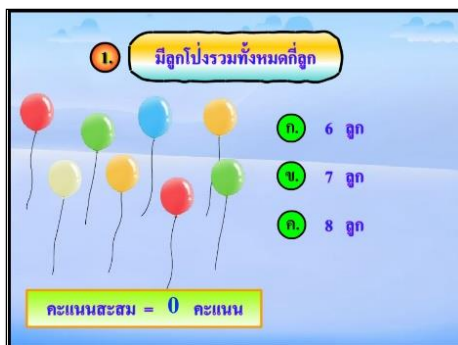 1. มีลูกโป่งรวมทั้งหมดกี่ลูก
ก. 6 ลูก
ข. 7 ลูก
ค. 8 ลูก
คะแนนสะสม = 0 คะแนน